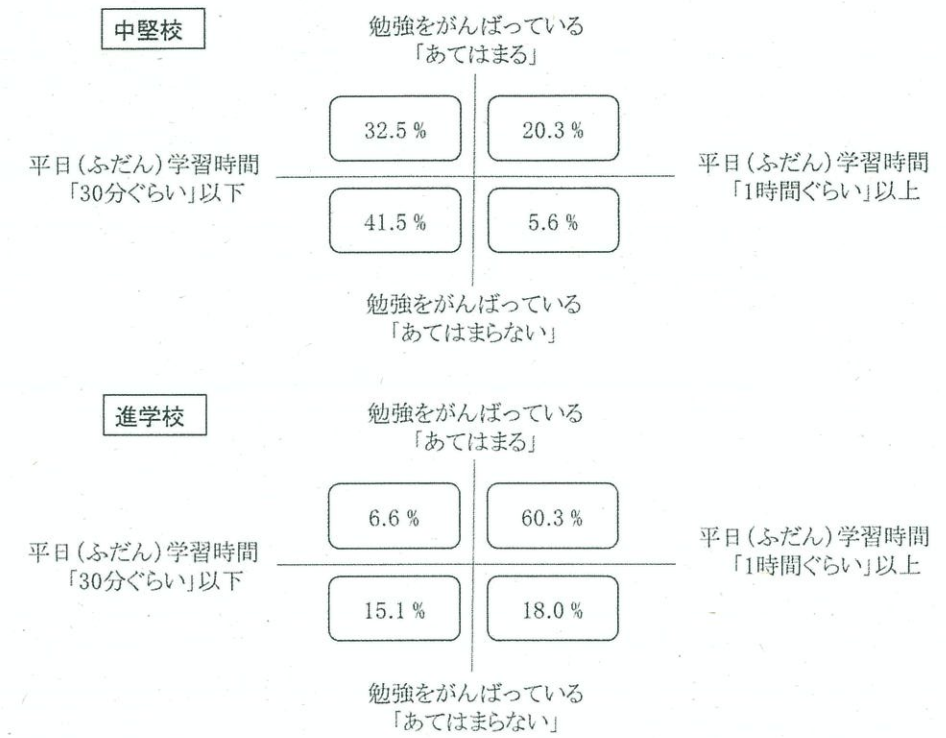 中堅校
勉強をがんばっている
「あてはまる」
32.5 %
20.3 %
平日(ふだん)学習時間
「30分ぐらい」以下
平日(ふだん)学習時間
「1時間ぐらい」以上
41.5 %
5.6 %
勉強をがんばっている
「あてはまらない」
進学校
勉強をがんばっている
「あてはまる」
6.6 %
60.3 %
平日(ふだん)学習時間
「30分ぐらい」以下
平日(ふだん)学習時間
「1時間ぐらい」以上
15.1 %
18.0 %
勉強をがんばっている
「あてはまらない」